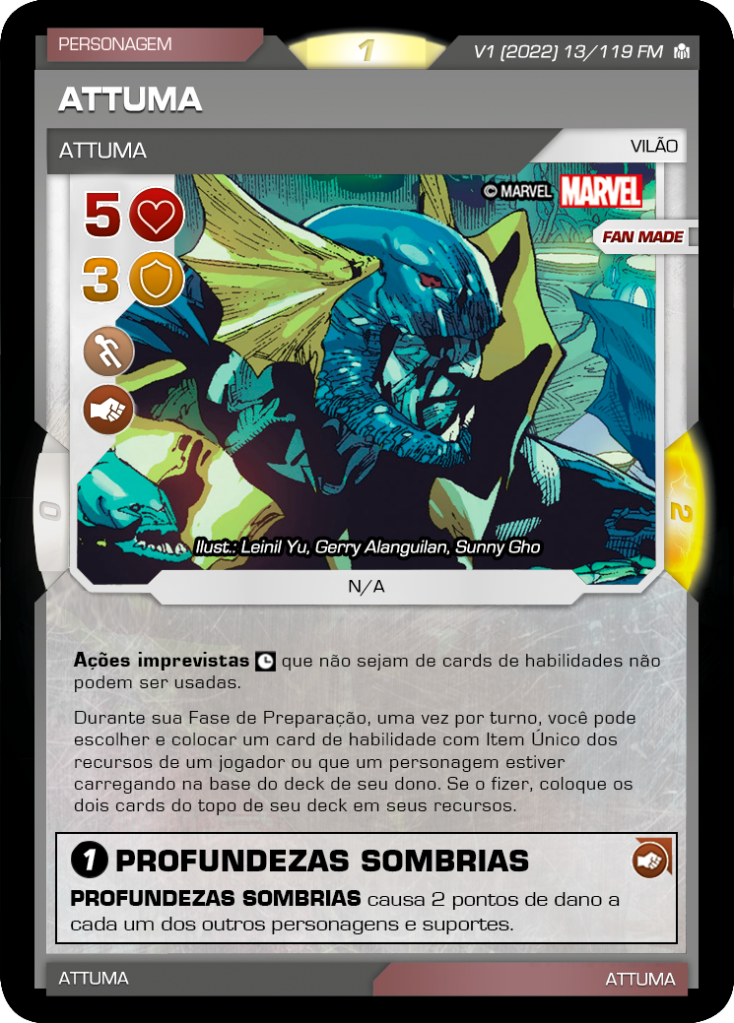 PERSONAGEM
1
V1 (2022) 13/119 FM
ATTUMA
ATTUMA
VILÃO
5
© MARVEL MARVEL
FAN MADE
3
0
2
Ilust.: Leinil Yu, Gerry Alanguilan, Sunny Gho
N/A
Ações imprevistas que não sejam de cards de habilidades não
podem ser usadas.
Durante sua Fase de Preparação, uma vez por turno, você pode
escolher e colocar um card de habilidade com Item Único dos
recursos de um jogador ou que um personagem estiver
carregando na base do deck de seu dono. Se o fizer, coloque os
dois cards do topo de seu deck em seus recursos.
1 PROFUNDEZAS SOMBRIAS
PROFUNDEZAS SOMBRIAS causa 2 pontos de dano a
cada um dos outros personagens e suportes.
ATTUMA
ATTUMA